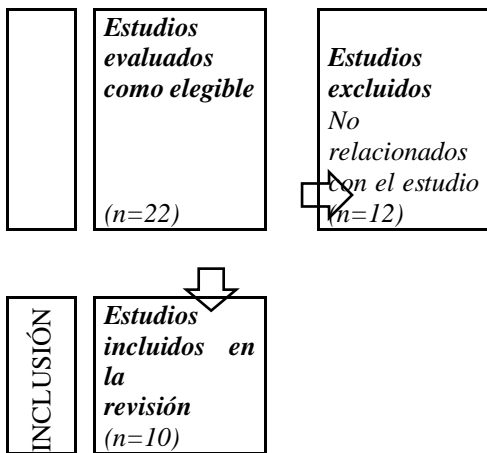 Estudios
evaluados
como elegible
(n=22)
Estudios
excluidos
No
relacionados
con el estudio
(n=12)
INCLUSIÓN
Estudios
incluidos en
la
revisión
(n=10)